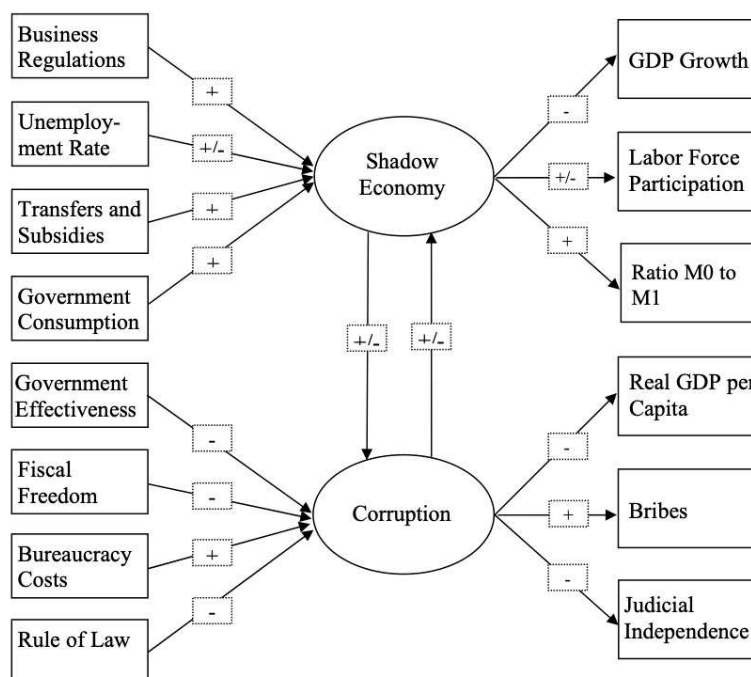 Business
Regulations
+
Unemploy-
ment Rate
+/-
Transfers and
Subsidies
+
Government
Consumption
+
Shadow
Economy
GDP Growth
-
Labor Force
Participation
+/-
+
Ratio M0 to
M1
+/-
+/-
Government
Effectiveness
-
Fiscal
Freedom
-
Bureaucracy
Costs
+
Rule of Law
-
Corruption
Real GDP per
Capita
-
Bribes
+
-
Judicial
Independence